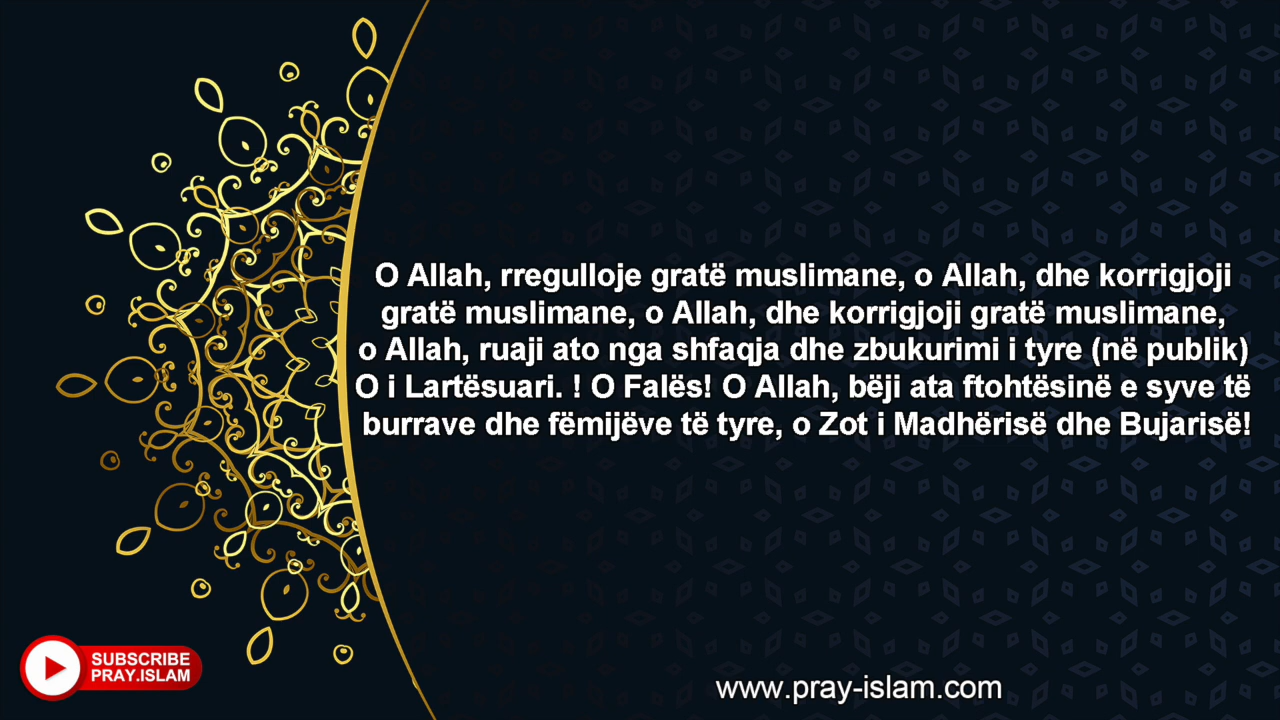 O Allah, rregulloje gratë muslimane, o Allah, dhe korrigjoji
gratë muslimane, o Allah, dhe korrigjoji gratë muslimane,
o Allah, ruaji ato nga shfaqja dhe zbukurimi i tyre (në publik)
O i Lartësuari. ! O Falës! O Allah, bëji ata ftohtësinë e syve të
burrave dhe fëmijëve të tyre, o Zot i Madhërisë dhe Bujarisë!
SUBSCRIBE
PRAY.ISLAM
www.pray-islam.com